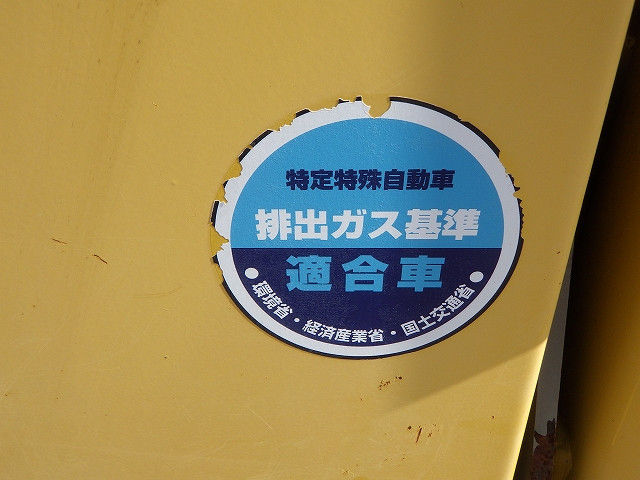 特定特殊自動車
排出ガス基準
適合車
環境省・経済産業省・国土交通省